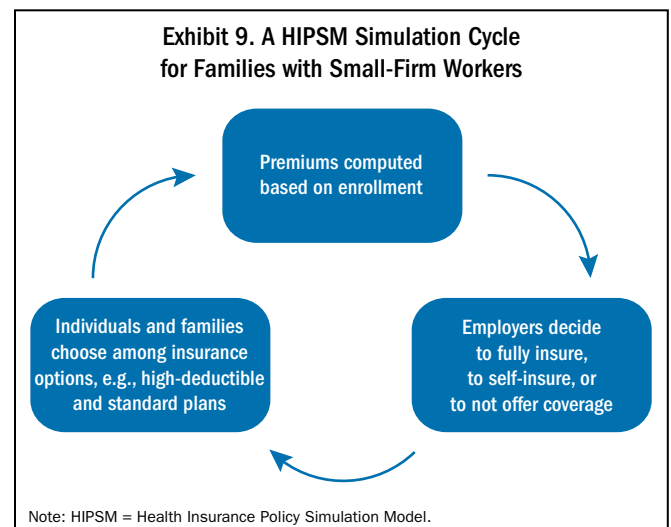 Exhibit 9. A HIPSM Simulation Cycle
for Families with Small-Firm Workers
Premiums computed
based on enrollment
Individuals and families
choose among insurance
options, e.g., high-deductible
and standard plans
Employers decide
to fully insure,
to self-insure, or
to not offer coverage
Note: HIPSM = Health Insurance Policy Simulation Model.